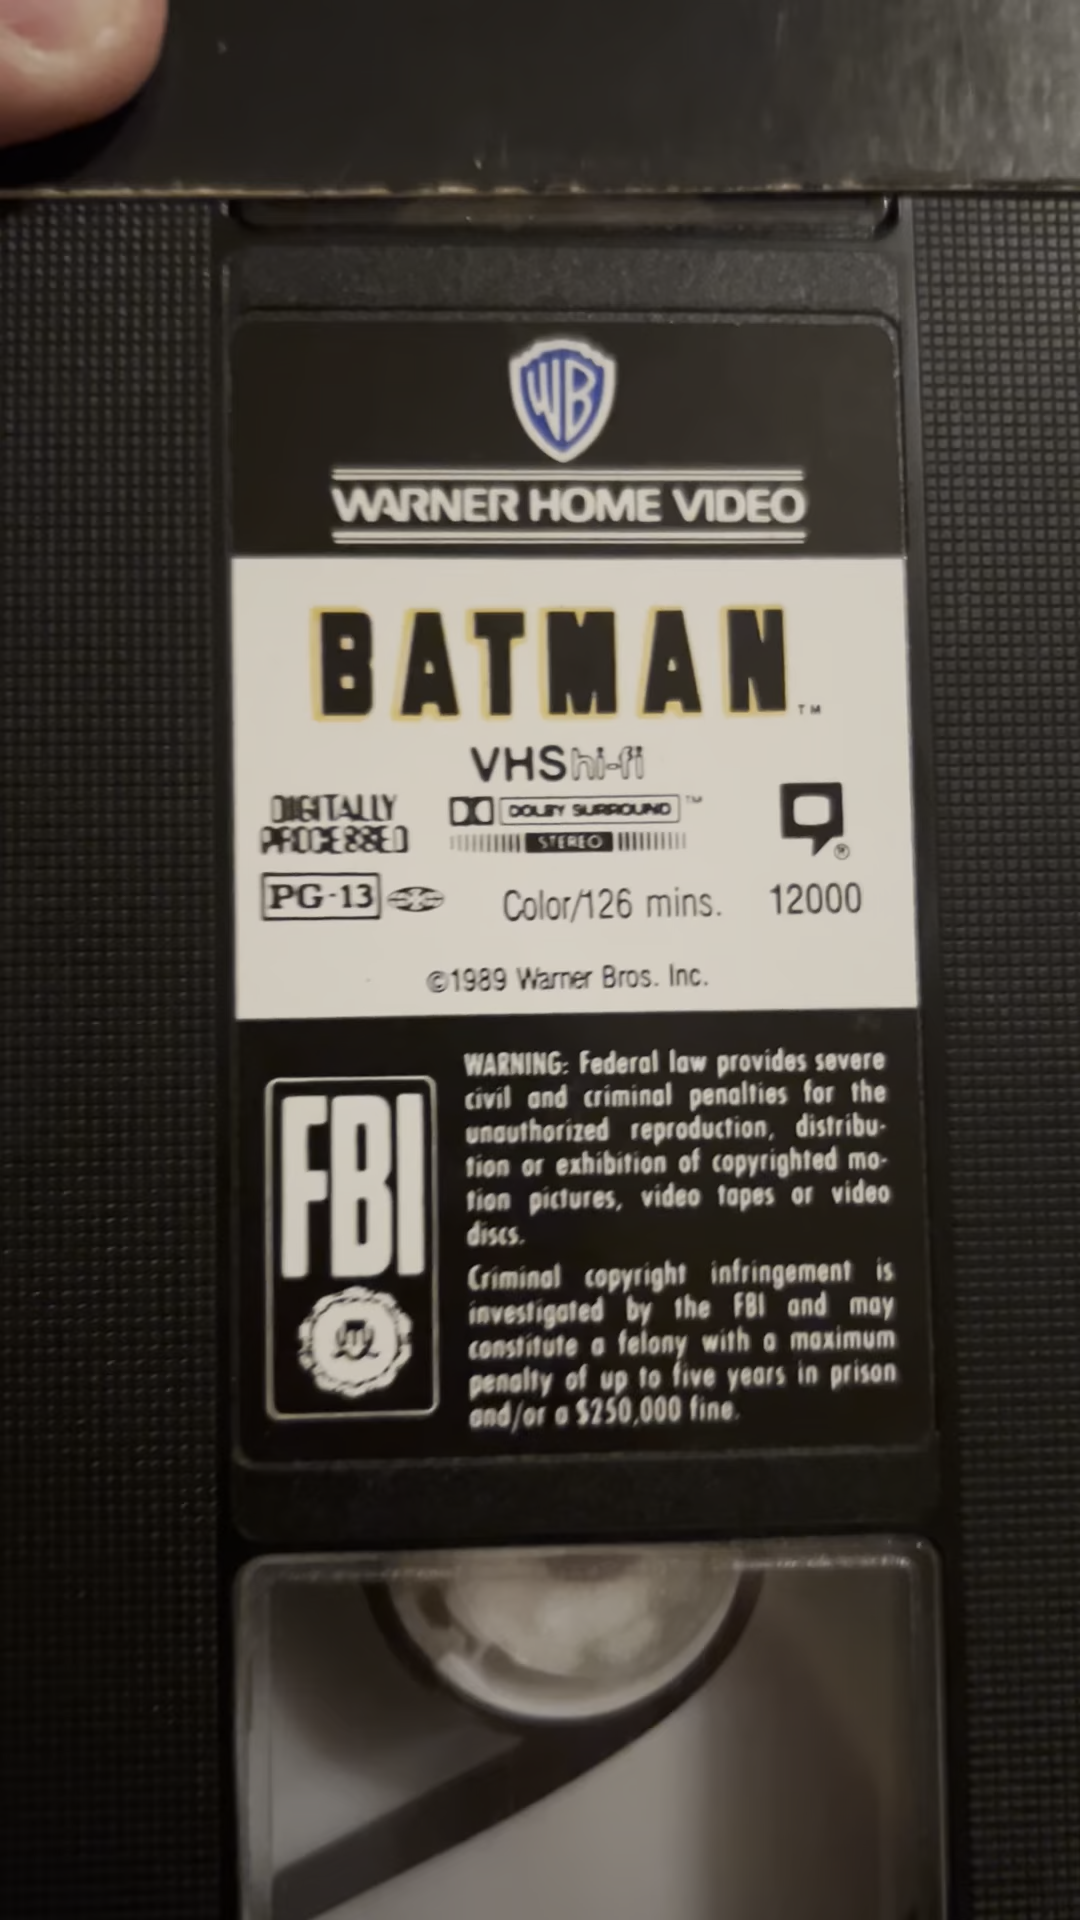 WB
WARNER HOME VIDEO
BATMAN™
VHS hi-fi
DIGITALLY
PROCESSED
DOLBY SURROUND™
STEREO
®
PG-13
Color/126 mins.
12000
©1989 Warner Bros. Inc.
FBI
WARNING: Federal law provides severe
civil and criminal penalties for the
unauthorized reproduction, distribu-
tion or exhibition of copyrighted mo-
tion pictures, video tapes or video
discs.
Criminal copyright infringement is
investigated by the FBI and may
constitute a felony with a maximum
penalty of up to five years in prison
and/or a $250,000 fine.